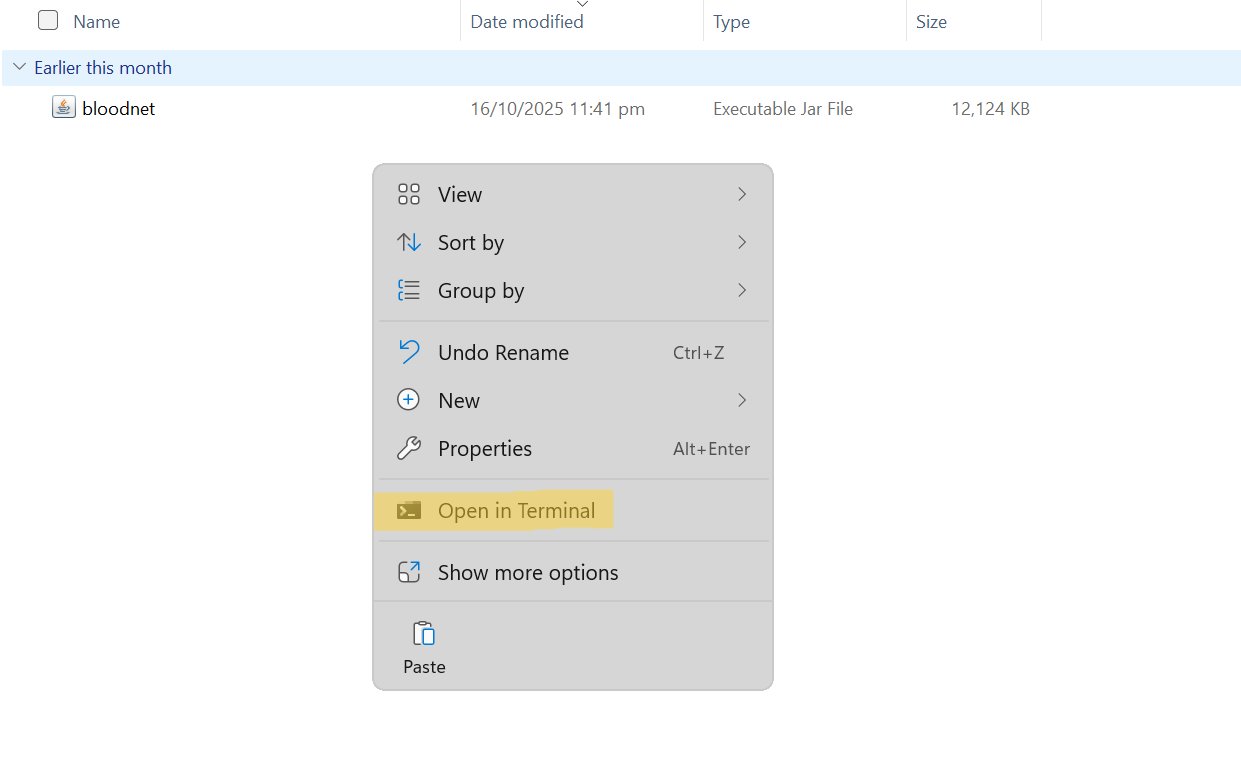 Name Date modified Type Size
Earlier this month
bloodnet 16/10/2025 11:41 pm Executable Jar File 12,124 KB
View
Sort by
Group by
Undo Rename Ctrl+Z
New
Properties Alt+Enter
Open in Terminal
Show more options
Paste